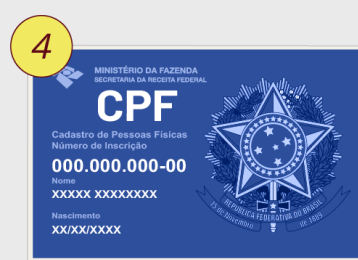 4
MINISTÉRIO DA FAZENDA
SECRETARIA DA RECEITA FEDERAL
CPF
Cadastro de Pessoas Físicas
Número de Inscrição
000.000.000-00
Nome
XXXXX XXXXXXXX
Nascimento
XX/XX/XXXX
REPÚBLICA FEDERATIVA DO BRASIL
15 de Novembro
de 1889